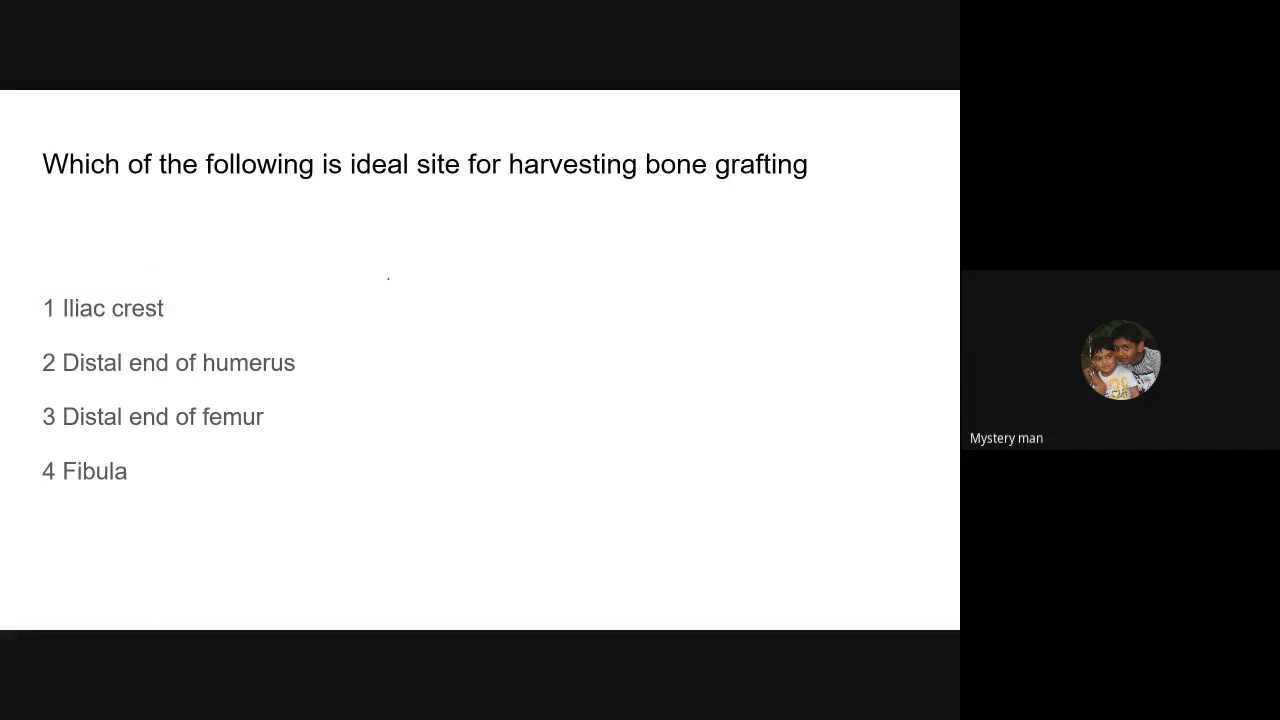 Which of the following is ideal site for harvesting bone grafting
1 Iliac crest
2 Distal end of humerus
3 Distal end of femur
4 Fibula
Mystery man